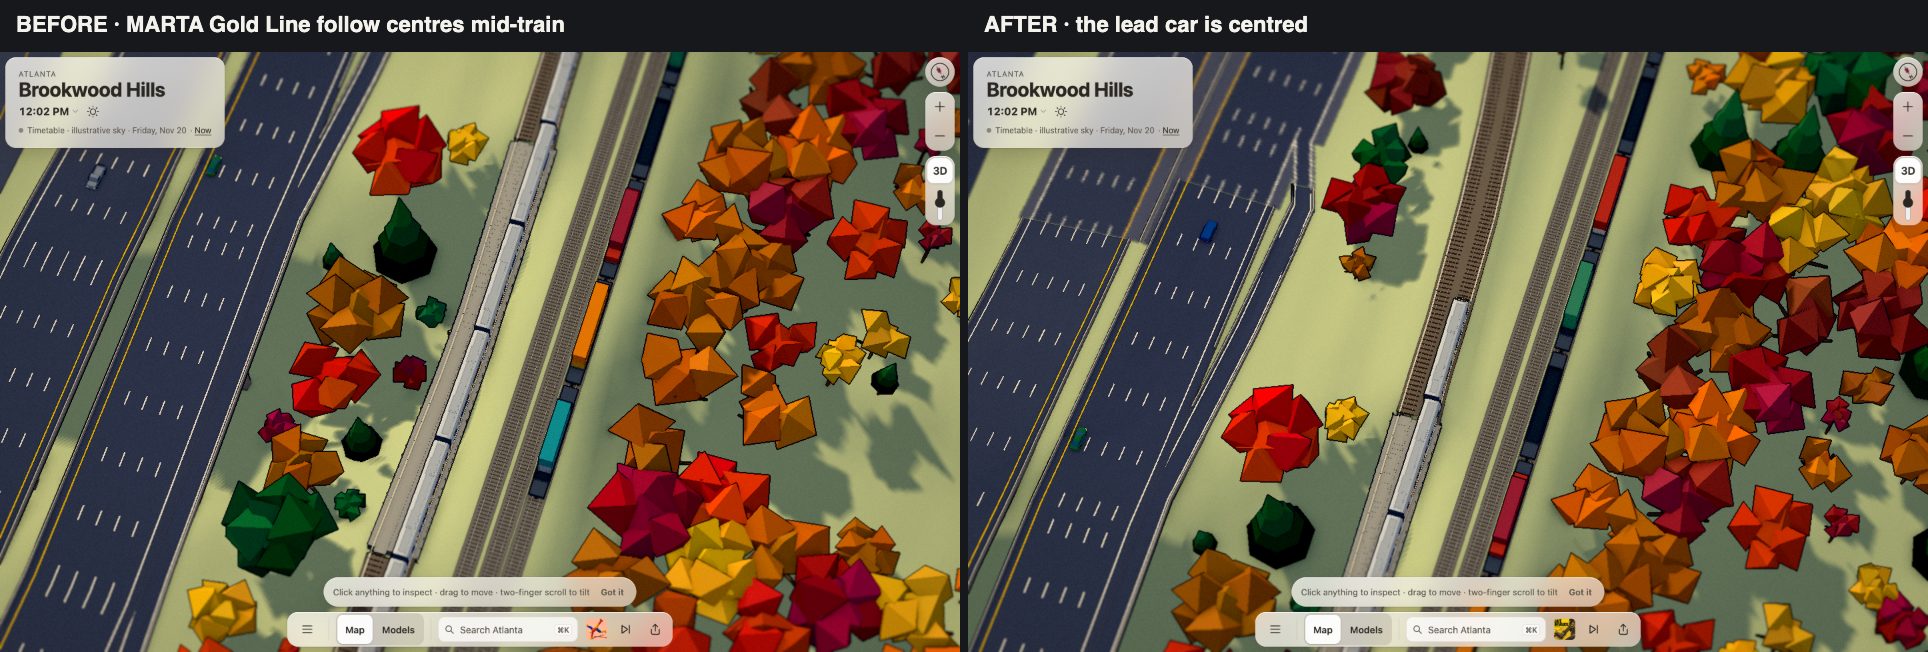 BEFORE · MARTA Gold Line follow centres mid-train
ATLANTA
Brookwood Hills
12:02 PM
Timetable · illustrative sky · Friday, Nov 20 · Now
3D
Click anything to inspect · drag to move · two-finger scroll to tilt Got it
Map Models Search Atlanta ⌘K
AFTER · the lead car is centred
ATLANTA
Brookwood Hills
12:02 PM
Timetable · illustrative sky · Friday, Nov 20 · Now
3D
Click anything to inspect · drag to move · two-finger scroll to tilt Got it
Map Models Search Atlanta ⌘K